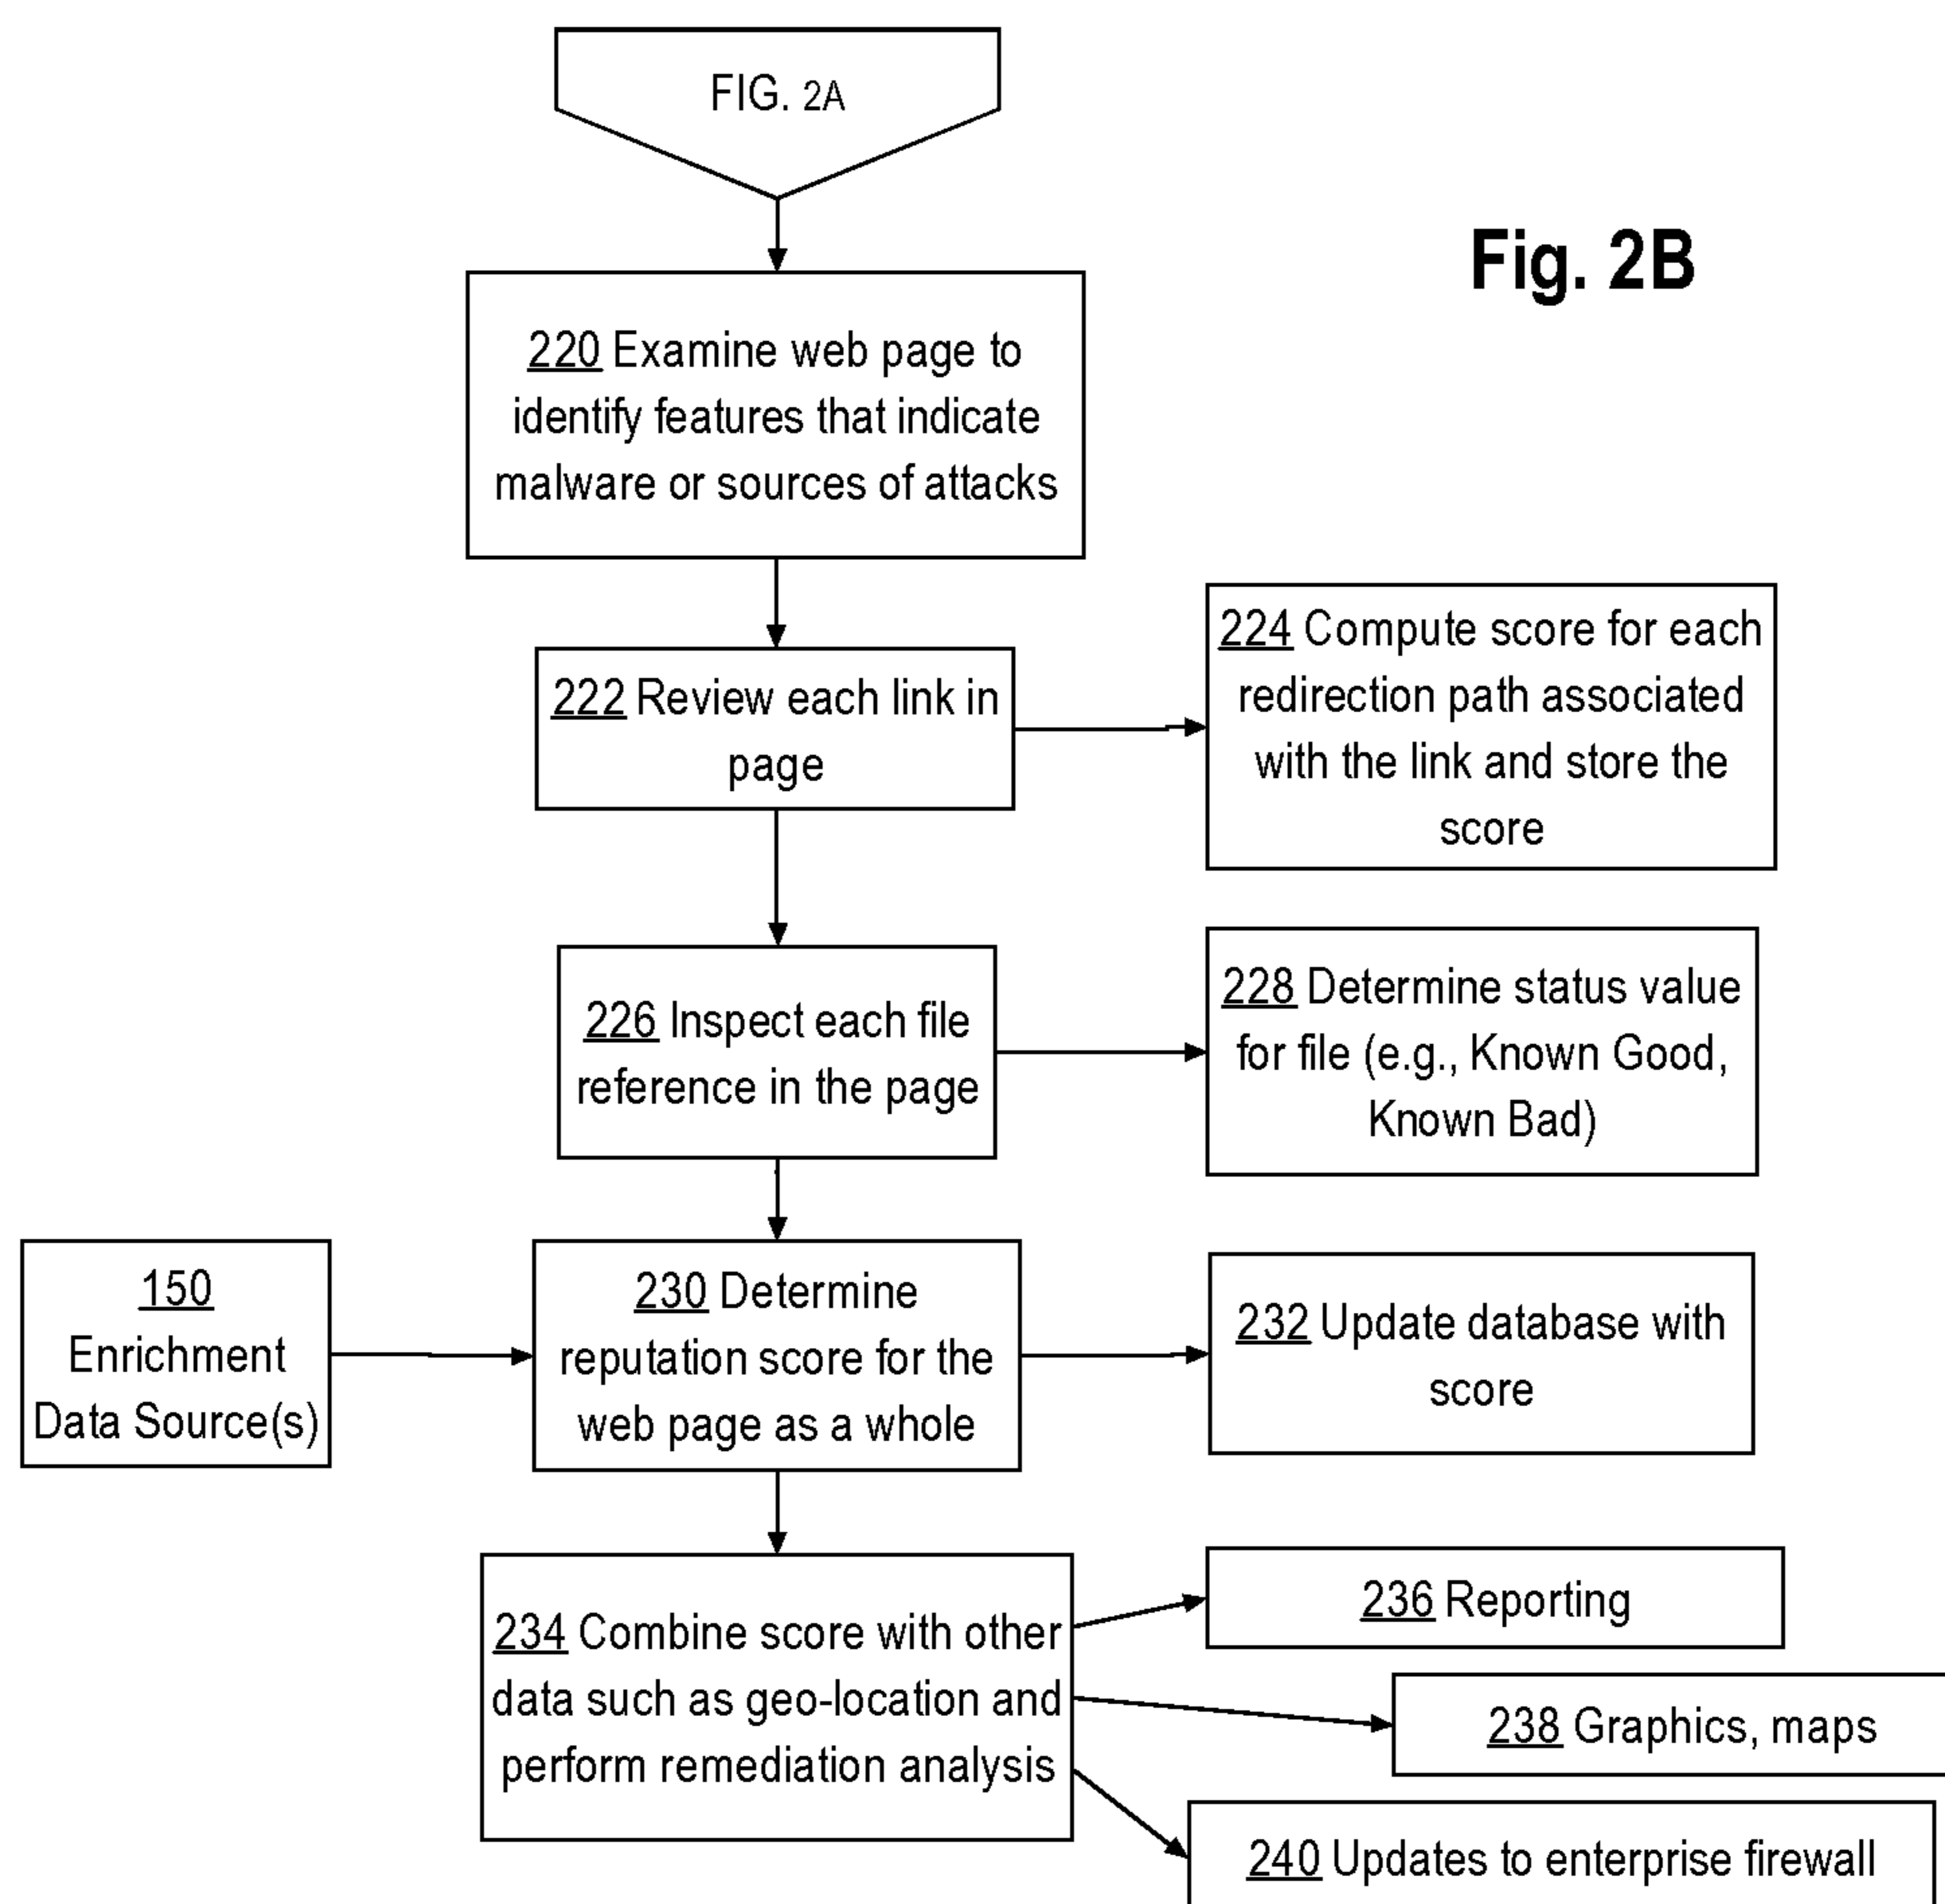 FIG. 2A
Fig. 2B
220 Examine web page to
identify features that indicate
malware or sources of attacks
222 Review each link in
page
224 Compute score for each
redirection path associated
with the link and store the
score
226 Inspect each file
reference in the page
228 Determine status value
for file (e.g., Known Good,
Known Bad)
150
Enrichment
Data Source(s)
230 Determine
reputation score for the
web page as a whole
232 Update database with
score
234 Combine score with other
data such as geo-location and
perform remediation analysis
236 Reporting
238 Graphics, maps
240 Updates to enterprise firewall